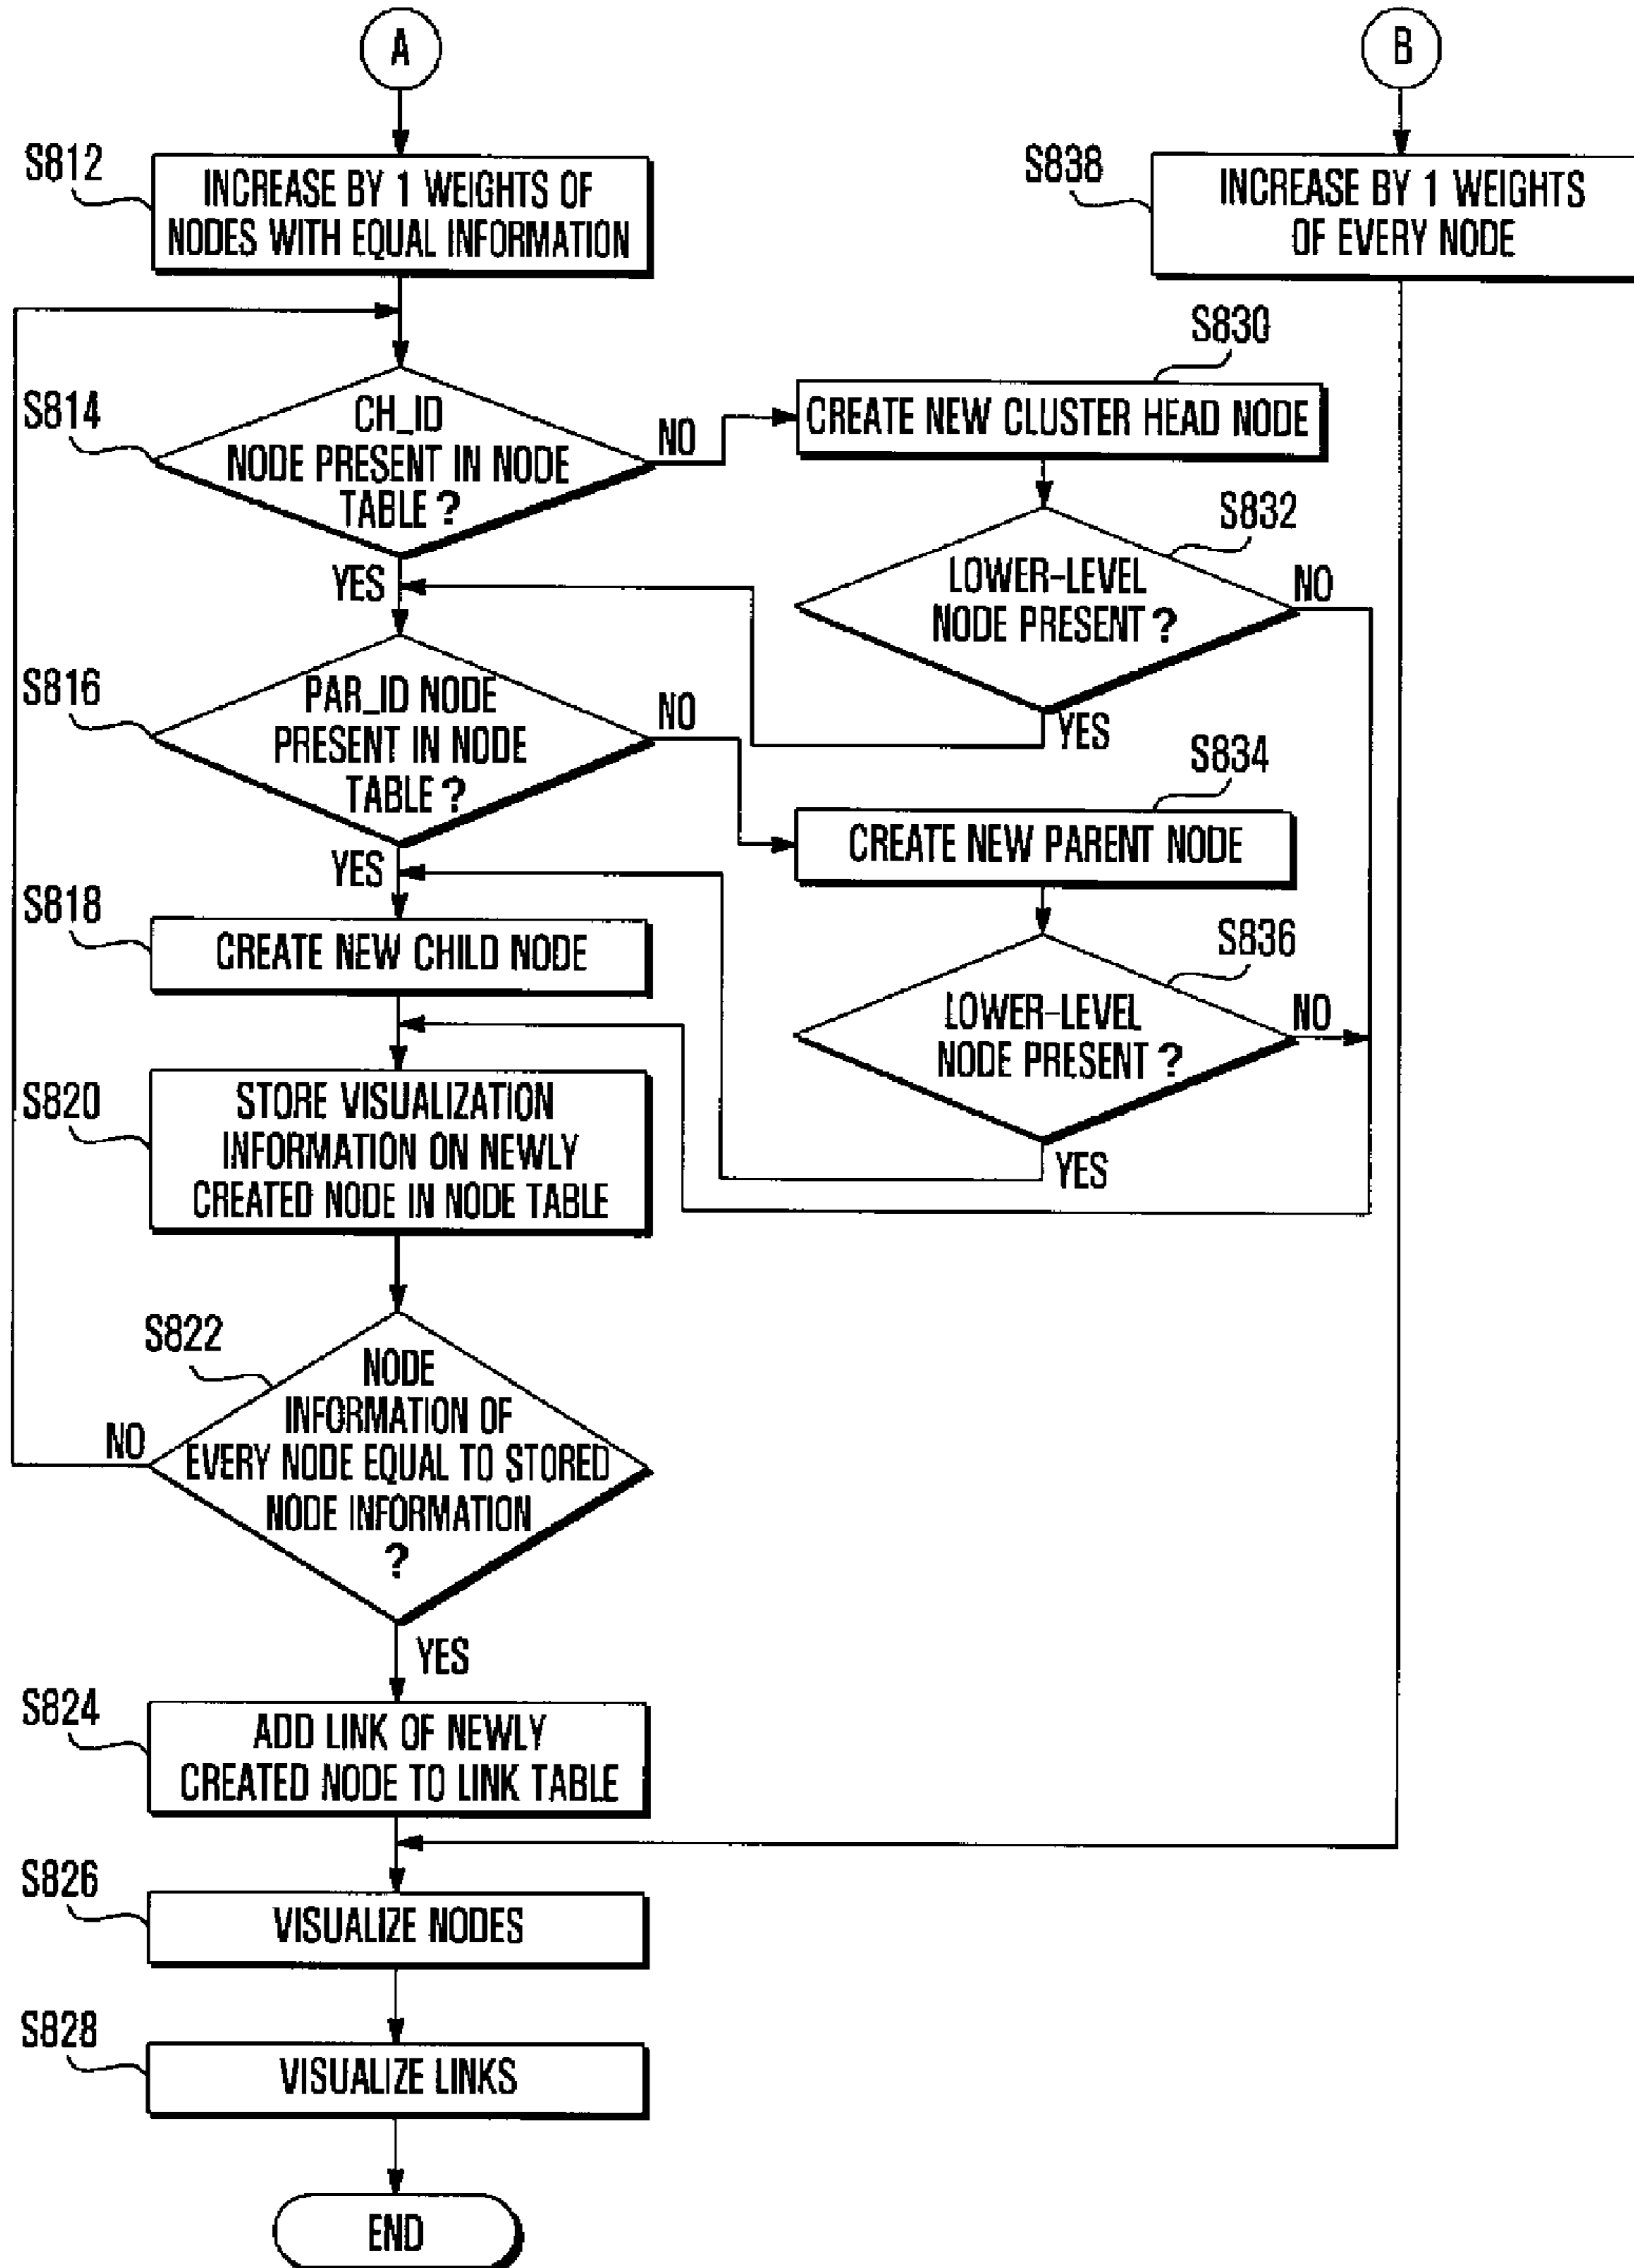 A
B
S812
INCREASE BY 1 WEIGHTS OF
NODES WITH EQUAL INFORMATION
S838
INCREASE BY 1 WEIGHTS
OF EVERY NODE
S814
CH_ID
NODE PRESENT IN NODE
TABLE ?
NO
YES
S830
CREATE NEW CLUSTER HEAD NODE
S832
LOWER-LEVEL
NODE PRESENT ?
NO
YES
S816
PAR_ID NODE
PRESENT IN NODE
TABLE ?
NO
YES
S834
CREATE NEW PARENT NODE
S836
LOWER-LEVEL
NODE PRESENT ?
NO
YES
S818
CREATE NEW CHILD NODE
S820
STORE VISUALIZATION
INFORMATION ON NEWLY
CREATED NODE IN NODE TABLE
S822
NODE
INFORMATION OF
EVERY NODE EQUAL TO STORED
NODE INFORMATION
?
NO
YES
S824
ADD LINK OF NEWLY
CREATED NODE TO LINK TABLE
S826
VISUALIZE NODES
S828
VISUALIZE LINKS
END